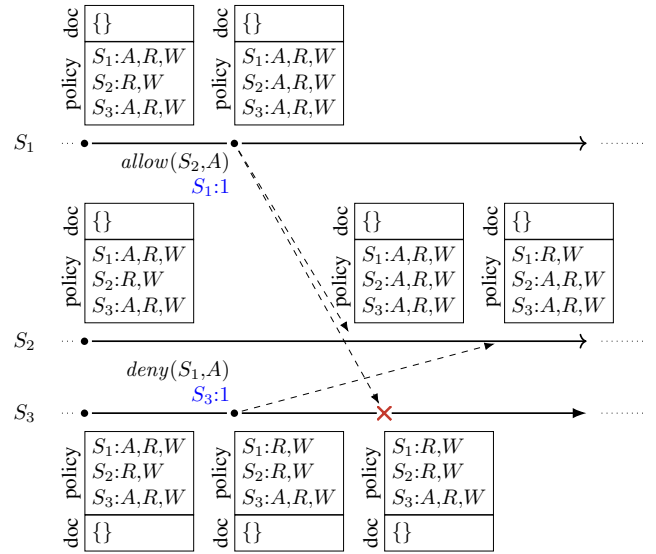 doc {} doc {}
policy S₁:A,R,W policy S₁:A,R,W
S₂:R,W S₂:A,R,W
S₃:A,R,W S₃:A,R,W
S₁
allow(S₂,A)
S₁:1
doc {} doc {} doc {}
policy S₁:A,R,W policy S₁:A,R,W policy S₁:R,W
S₂:R,W S₂:A,R,W S₂:A,R,W
S₃:A,R,W S₃:A,R,W S₃:A,R,W
S₂
deny(S₁,A)
S₃:1
S₃
policy S₁:A,R,W policy S₁:R,W policy S₁:R,W
S₂:R,W S₂:R,W S₂:R,W
S₃:A,R,W S₃:A,R,W S₃:A,R,W
doc {} doc {} doc {}